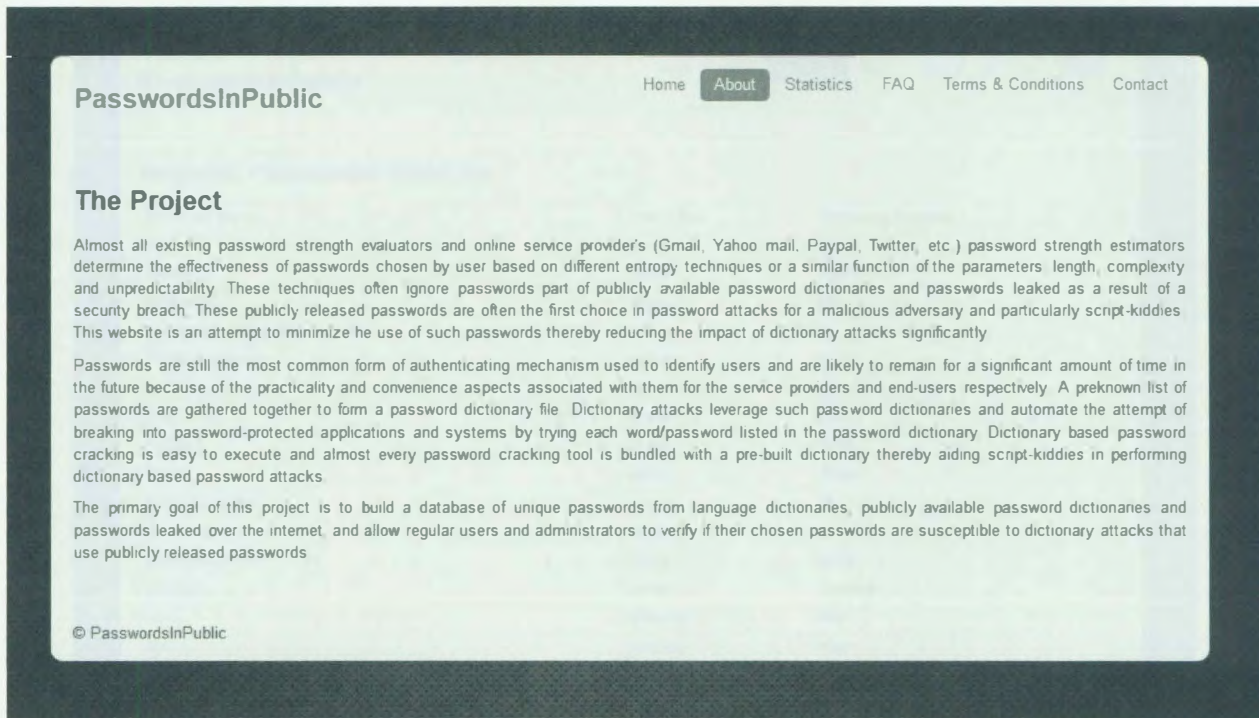 PasswordsInPublic
Home About Statistics FAQ Terms & Conditions Contact
The Project
Almost all existing password strength evaluators and online service provider's (Gmail, Yahoo mail, Paypal, Twitter, etc ) password strength estimators
determine the effectiveness of passwords chosen by user based on different entropy techniques or a similar function of the parameters length, complexity
and unpredictability These techniques often ignore passwords part of publicly available password dictionaries and passwords leaked as a result of a
security breach These publicly released passwords are often the first choice in password attacks for a malicious adversary and particularly script-kiddies
This website is an attempt to minimize he use of such passwords thereby reducing the impact of dictionary attacks significantly
Passwords are still the most common form of authenticating mechanism used to identify users and are likely to remain for a significant amount of time in
the future because of the practicality and convenience aspects associated with them for the service providers and end-users respectively A preknown list of
passwords are gathered together to form a password dictionary file Dictionary attacks leverage such password dictionaries and automate the attempt of
breaking into password-protected applications and systems by trying each word/password listed in the password dictionary Dictionary based password
cracking is easy to execute and almost every password cracking tool is bundled with a pre-built dictionary thereby aiding script-kiddies in performing
dictionary based password attacks
The primary goal of this project is to build a database of unique passwords from language dictionaries, publicly available password dictionaries and
passwords leaked over the internet, and allow regular users and administrators to verify if their chosen passwords are susceptible to dictionary attacks that
use publicly released passwords
© PasswordsInPublic